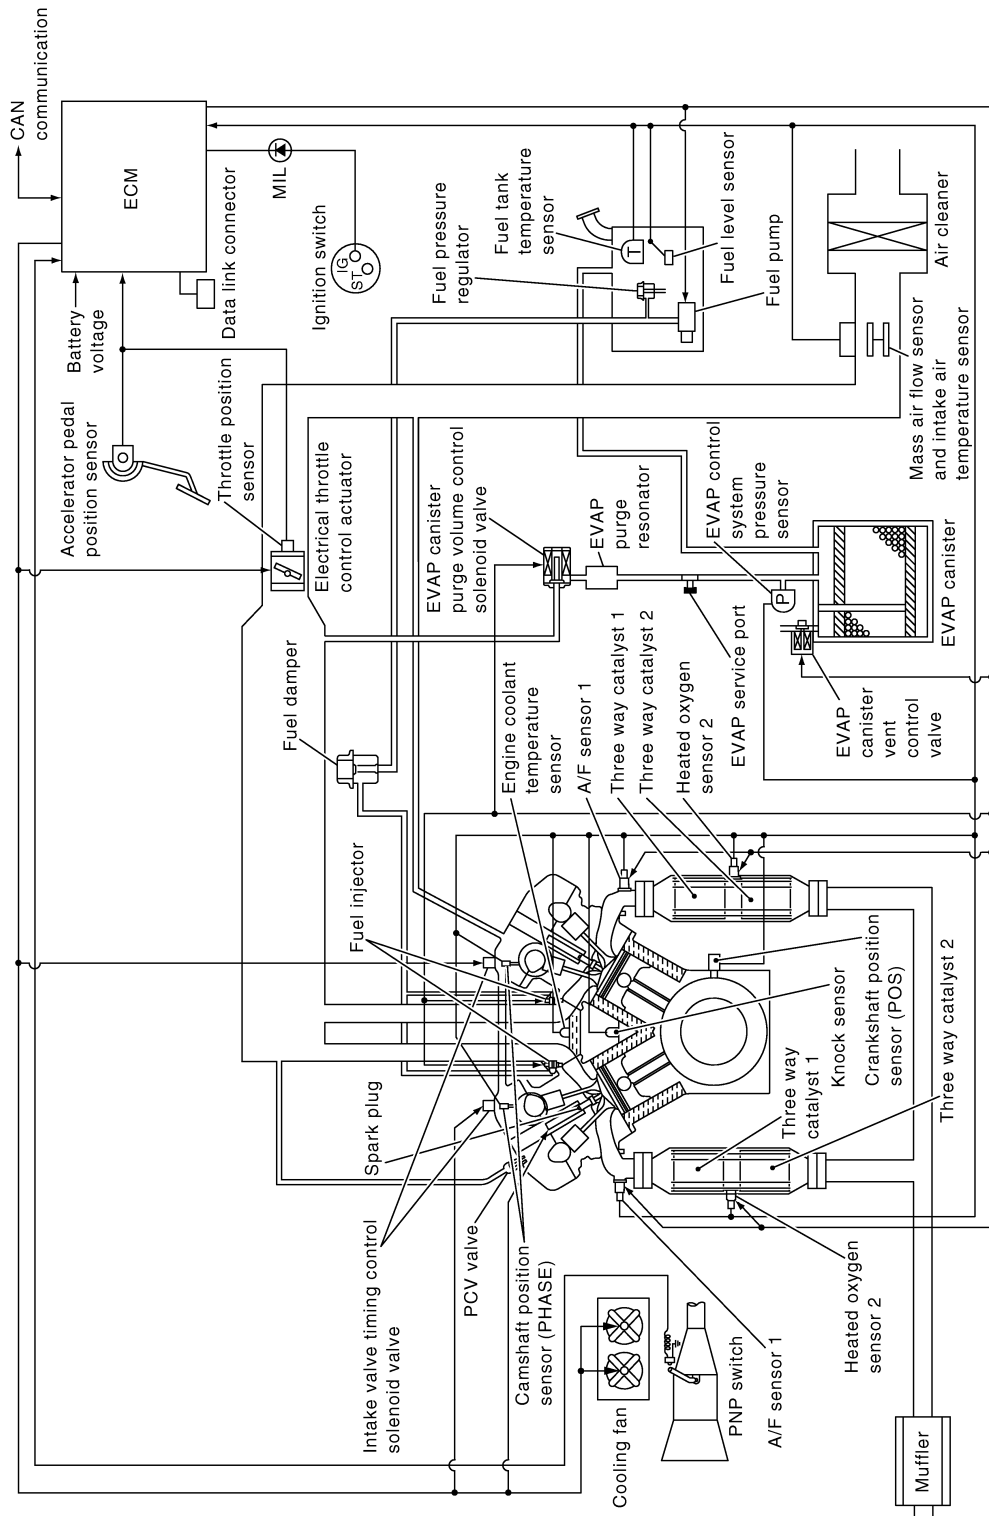 CAN
communication
ECM
MIL
Data link connector
Ignition switch
IG
ST
Battery
voltage
Accelerator pedal
position sensor
Throttle position
sensor
Electrical throttle
control actuator
Fuel pressure
regulator
Fuel tank
temperature
sensor
T
Fuel level sensor
Fuel pump
Air cleaner
Mass air flow sensor
and intake air
temperature sensor
EVAP canister
purge volume control
solenoid valve
EVAP
purge
resonator
EVAP control
system
pressure
sensor
P
EVAP canister
Fuel damper
Engine coolant
temperature
sensor
A/F sensor 1
Three way catalyst 1
Three way catalyst 2
Heated oxygen
sensor 2
EVAP service port
EVAP
canister
vent
control
valve
Fuel injector
Spark plug
Intake valve timing control
solenoid valve
PCV valve
Camshaft position
sensor (PHASE)
Three way
catalyst 1
Knock sensor
Crankshaft position
sensor (POS)
Three way catalyst 2
Cooling fan
PNP switch
A/F sensor 1
Heated oxygen
sensor 2
Muffler